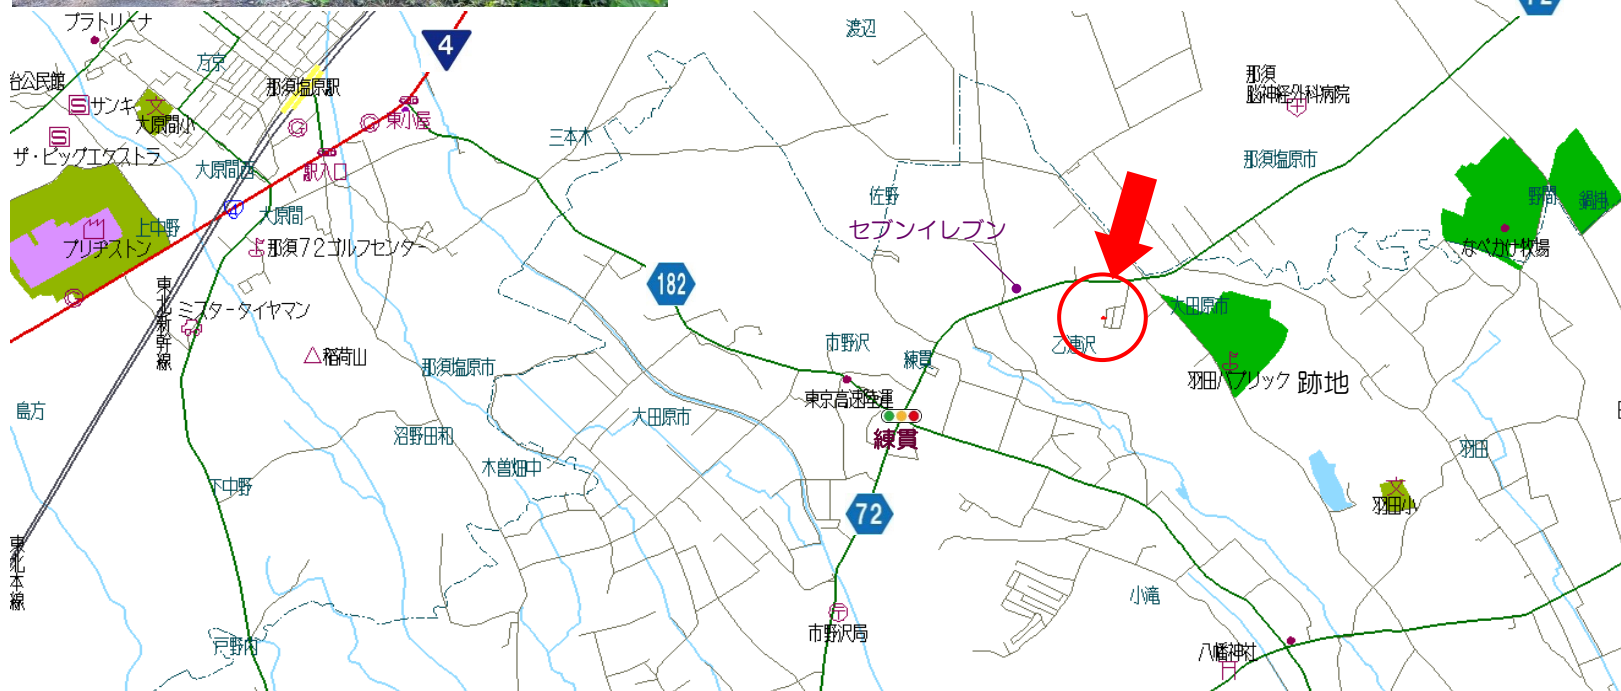 72
プラトリーナ
4
渡辺
方京
那須塩原駅
台公民館
サンキ
大原間小
東小屋
三本木
那須
脳神経外科病院
ザ・ビッグエクストラ
大原間西
駅入口
那須塩原市
4
大原間
佐野
野間
鍋掛
上中野
ブリヂストン
那須72ゴルフセンター
セブンイレブン
なべかけ牧場
182
東北新幹線
ミスタータイヤマン
大田原市
稲荷山
那須塩原市
市野沢
練貫
乙連沢
羽田パブリック 跡地
東京高速陸運
島方
大田原市
沼野田和
練貫
羽田
木曽畑中
下中野
72
羽田小
東北本線
小滝
市野沢局
戸野内
八幡神社